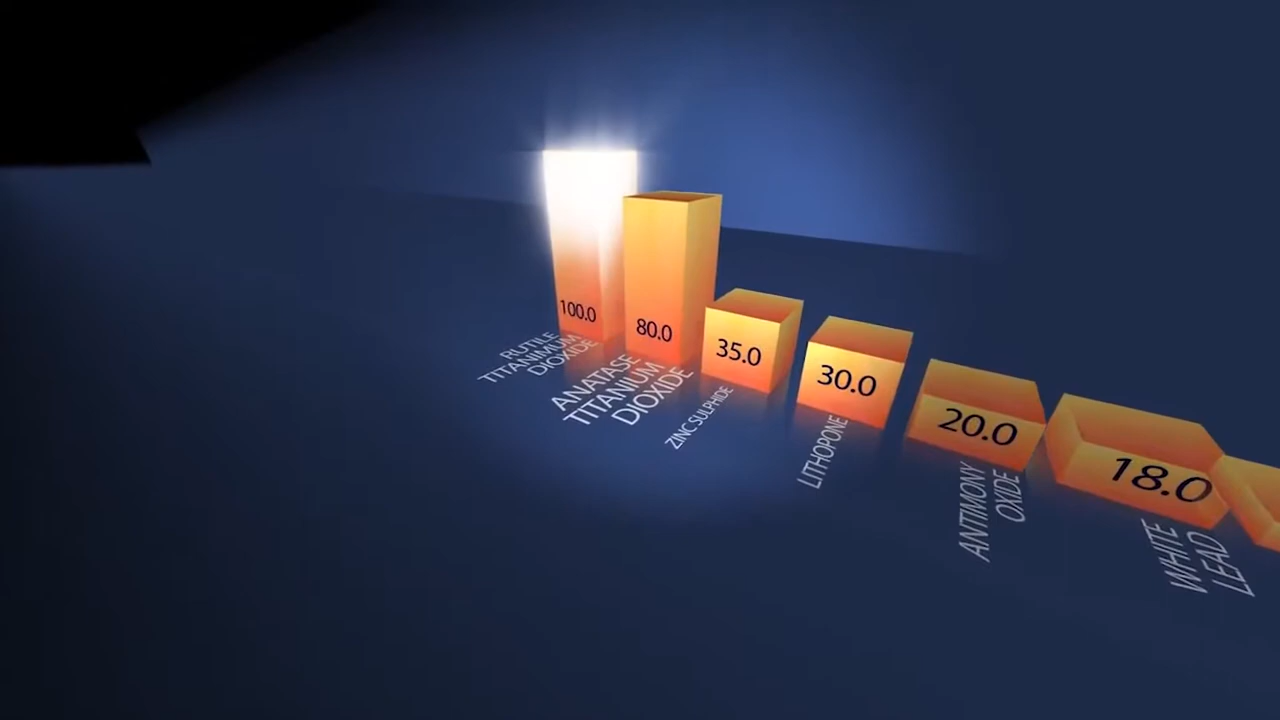 100.0
RUTILE
TITANIMUM
DIOXIDE
80.0
ANATASE
TITANIUM
DIOXIDE
35.0
ZINC SULPHIDE
30.0
LITHOPONE
20.0
ANTIMONY
OXIDE
18.0
WHITE
LEAD